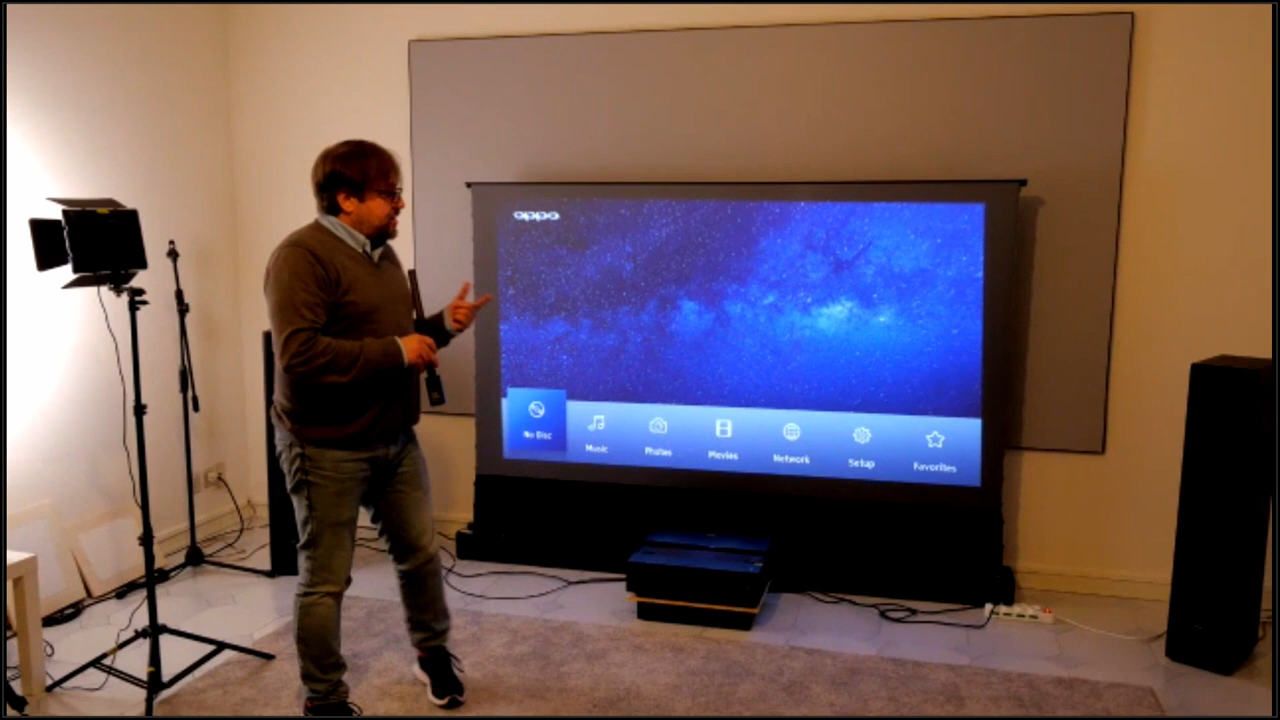 oppo
No Disc
Music
Photos
Movies
Network
Setup
Favorites